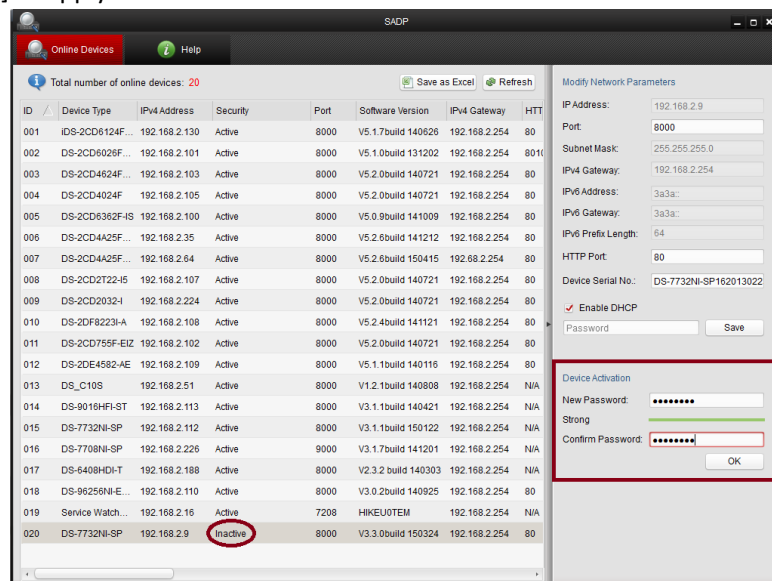 SADP
Online Devices Help
Total number of online devices: 20 Save as Excel Refresh
ID Device Type IPv4 Address Security Port Software Version IPv4 Gateway HTT
001 iDS-2CD6124F... 192.168.2.130 Active 8000 V5.1.7build 140626 192.168.2.254 80
002 DS-2CD6026F... 192.168.2.101 Active 8000 V5.1.0build 131202 192.168.2.254 8010
003 DS-2CD4624F... 192.168.2.103 Active 8000 V5.2.0build 140721 192.168.2.254 80
004 DS-2CD4024F 192.168.2.105 Active 8000 V5.2.0build 140721 192.168.2.254 80
005 DS-2CD6362F-IS 192.168.2.100 Active 8000 V5.0.9build 141009 192.168.2.254 80
006 DS-2CD4A25F... 192.168.2.35 Active 8000 V5.2.6build 141212 192.168.2.254 80
007 DS-2CD4A25F... 192.168.2.64 Active 8000 V5.2.6build 150415 192.68.2.254 80
008 DS-2CD2T22-I5 192.168.2.107 Active 8000 V5.2.0build 140721 192.168.2.254 80
009 DS-2CD2032-I 192.168.2.224 Active 8000 V5.2.0build 140721 192.168.2.254 80
010 DS-2DF8223I-A 192.168.2.108 Active 8000 V5.2.4build 141121 192.168.2.254 80
011 DS-2CD755F-EIZ 192.168.2.102 Active 8000 V5.2.0build 140721 192.168.2.254 80
012 DS-2DE4582-AE 192.168.2.109 Active 8000 V5.1.1build 140116 192.168.2.254 80
013 DS_C10S 192.168.2.51 Active 8000 V1.2.1build 140808 192.168.2.254 N/A
014 DS-9016HFI-ST 192.168.2.113 Active 8000 V3.1.1build 140421 192.168.2.254 N/A
015 DS-7732NI-SP 192.168.2.112 Active 8000 V3.1.1build 150122 192.168.2.254 N/A
016 DS-7708NI-SP 192.168.2.226 Active 9000 V3.1.7build 141201 192.168.2.254 N/A
017 DS-6408HDI-T 192.168.2.188 Active 8000 V2.3.2 build 140303 192.168.2.254 N/A
018 DS-96256NI-E... 192.168.2.110 Active 8000 V3.0.2build 140925 192.168.2.254 80
019 Service Watch... 192.168.2.16 Active 7208 HIKEU0TEM 192.168.2.254 N/A
020 DS-7732NI-SP 192.168.2.9 Inactive 8000 V3.3.0build 150324 192.168.2.254 80
Modify Network Parameters
IP Address: 192.168.2.9
Port: 8000
Subnet Mask: 255.255.255.0
IPv4 Gateway: 192.168.2.254
IPv6 Address: 3a3a::
IPv6 Gateway: 3a3a::
IPv6 Prefix Length: 64
HTTP Port: 80
Device Serial No.: DS-7732NI-SP162013022
Enable DHCP
Password Save
Device Activation
New Password: ●●●●●●●●
Strong
Confirm Password: ●●●●●●●●
OK